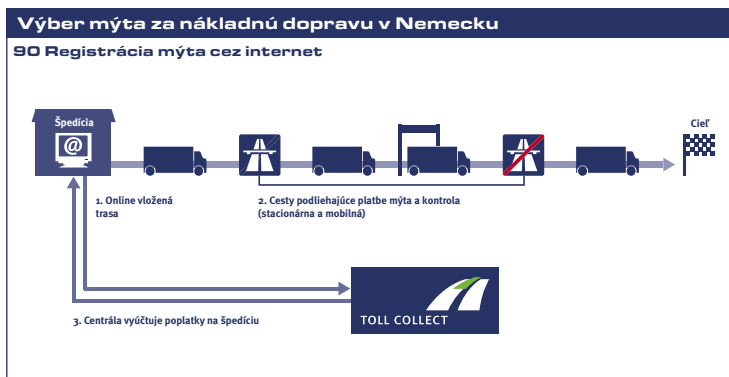 Výber mýta za nákladnú dopravu v Nemecku
90 Registrácia mýta cez internet
Špedícia
@
Cieľ
1. Online vložená
trasa
2. Cesty podliehajúce platbe mýta a kontrola
(stacionárna a mobilná)
3. Centrála vyúčtuje poplatky na špedíciu
TOLL COLLECT